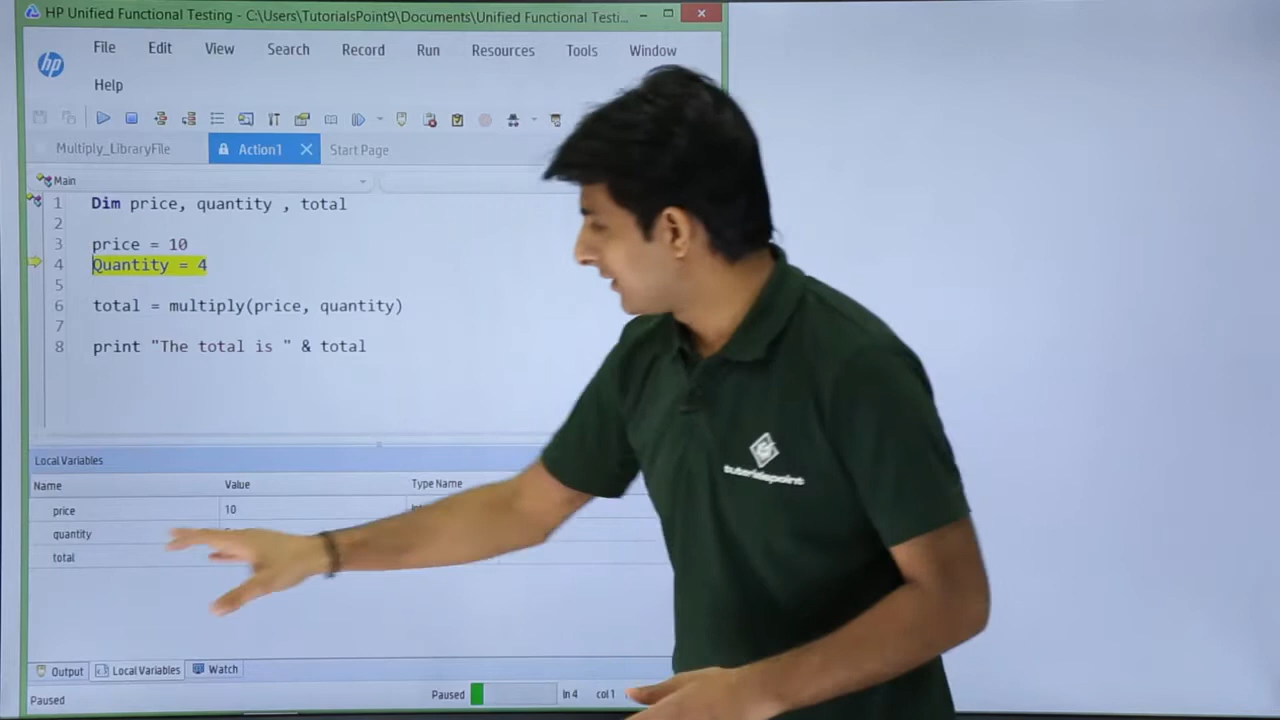 HP Unified Functional Testing - C:\Users\TutorialsPoint9\Documents\Unified Functional Testi...
File Edit View Search Record Run Resources Tools Window
Help
Multiply_LibraryFile Action1 Start Page
Main
1 Dim price, quantity , total
2
3 price = 10
4 Quantity = 4
5
6 total = multiply(price, quantity)
7
8 print "The total is " & total
Local Variables
Name Value Type Name
price 10
quantity
total
Output Local Variables Watch
Paused Paused ln 4 col 1
hp
tutorialspoint